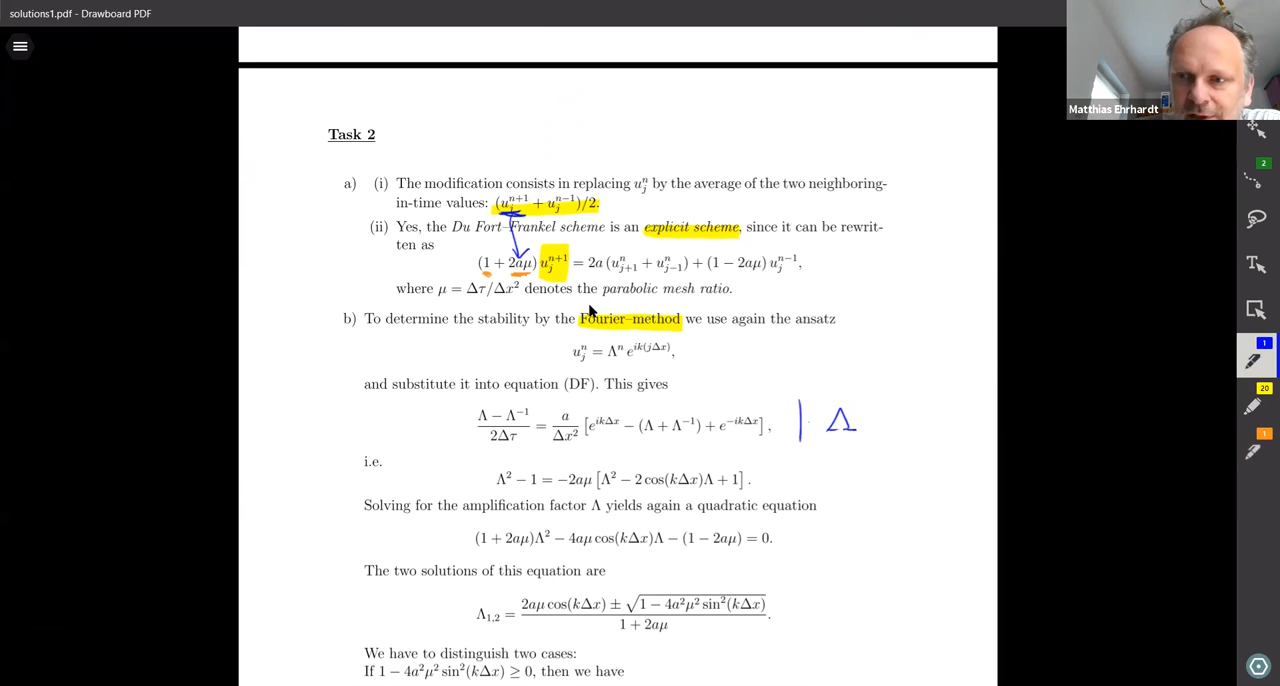 solutions1.pdf - Drawboard PDF
Matthias Ehrhardt
Task 2
a) (i) The modification consists in replacing u_j^n by the average of the two neighboring-
in-time values: (u_j^{n+1} + u_j^{n−1})/2.
(ii) Yes, the Du Fort–Frankel scheme is an explicit scheme, since it can be rewrit-
ten as
(1 + 2aμ) u_j^{n+1} = 2a (u_{j+1}^n + u_{j−1}^n) + (1 − 2aμ) u_j^{n−1},
where μ = Δτ/Δx² denotes the parabolic mesh ratio.
b) To determine the stability by the Fourier–method we use again the ansatz
u_j^n = Λ^n e^{ik(jΔx)},
and substitute it into equation (DF). This gives
(Λ − Λ^{−1})/(2Δτ) = a/Δx² [e^{ikΔx} − (Λ + Λ^{−1}) + e^{−ikΔx}], | · Λ
i.e.
Λ² − 1 = −2aμ [Λ² − 2 cos(kΔx)Λ + 1].
Solving for the amplification factor Λ yields again a quadratic equation
(1 + 2aμ)Λ² − 4aμ cos(kΔx)Λ − (1 − 2aμ) = 0.
The two solutions of this equation are
Λ_{1,2} = (2aμ cos(kΔx) ± √(1 − 4a²μ² sin²(kΔx)))/(1 + 2aμ).
We have to distinguish two cases:
If 1 − 4a²μ² sin²(kΔx) ≥ 0, then we have
2
T
1
20
1